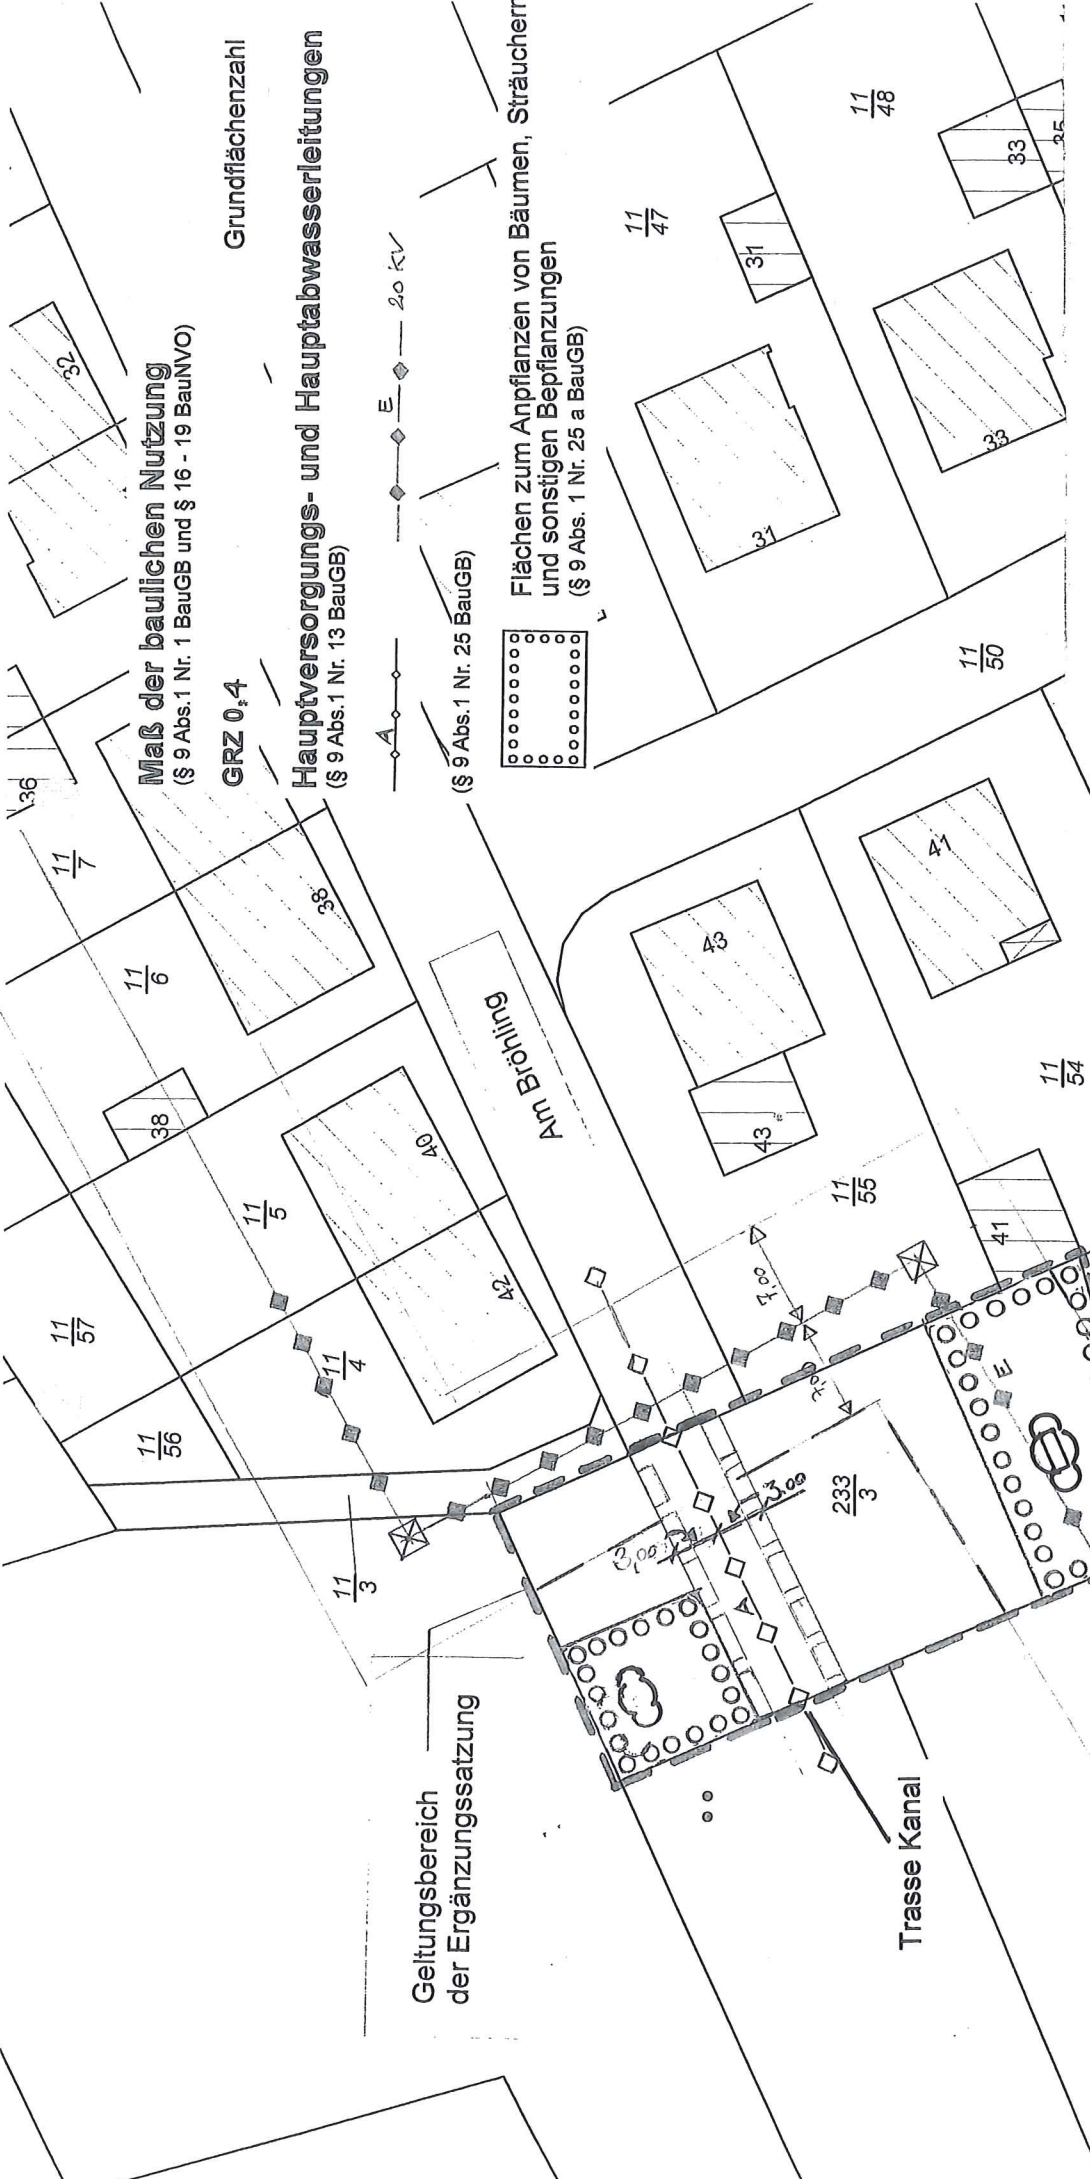 Maß der baulichen Nutzung
(§ 9 Abs.1 Nr. 1 BauGB und § 16 - 19 BauNVO)
GRZ 0,4
Grundflächenzahl
Hauptversorgungs- und Hauptabwasserleitungen
(§ 9 Abs.1 Nr. 13 BauGB)
A
E
20 KV
(§ 9 Abs.1 Nr. 25 BauGB)
Flächen zum Anpflanzen von Bäumen, Sträuchern
und sonstigen Bepflanzungen
(§ 9 Abs. 1 Nr. 25 a BauGB)
Geltungsbereich
der Ergänzungssatzung
Trasse Kanal
Am Bröhling
11
57
11
56
11
3
11
4
11
5
11
6
11
7
38
38
36
32
40
42
43
43
41
41
31
31
33
33
35
11
55
11
54
11
50
11
47
11
48
233
3
7,00
7,00
3,00
3,00
A
E